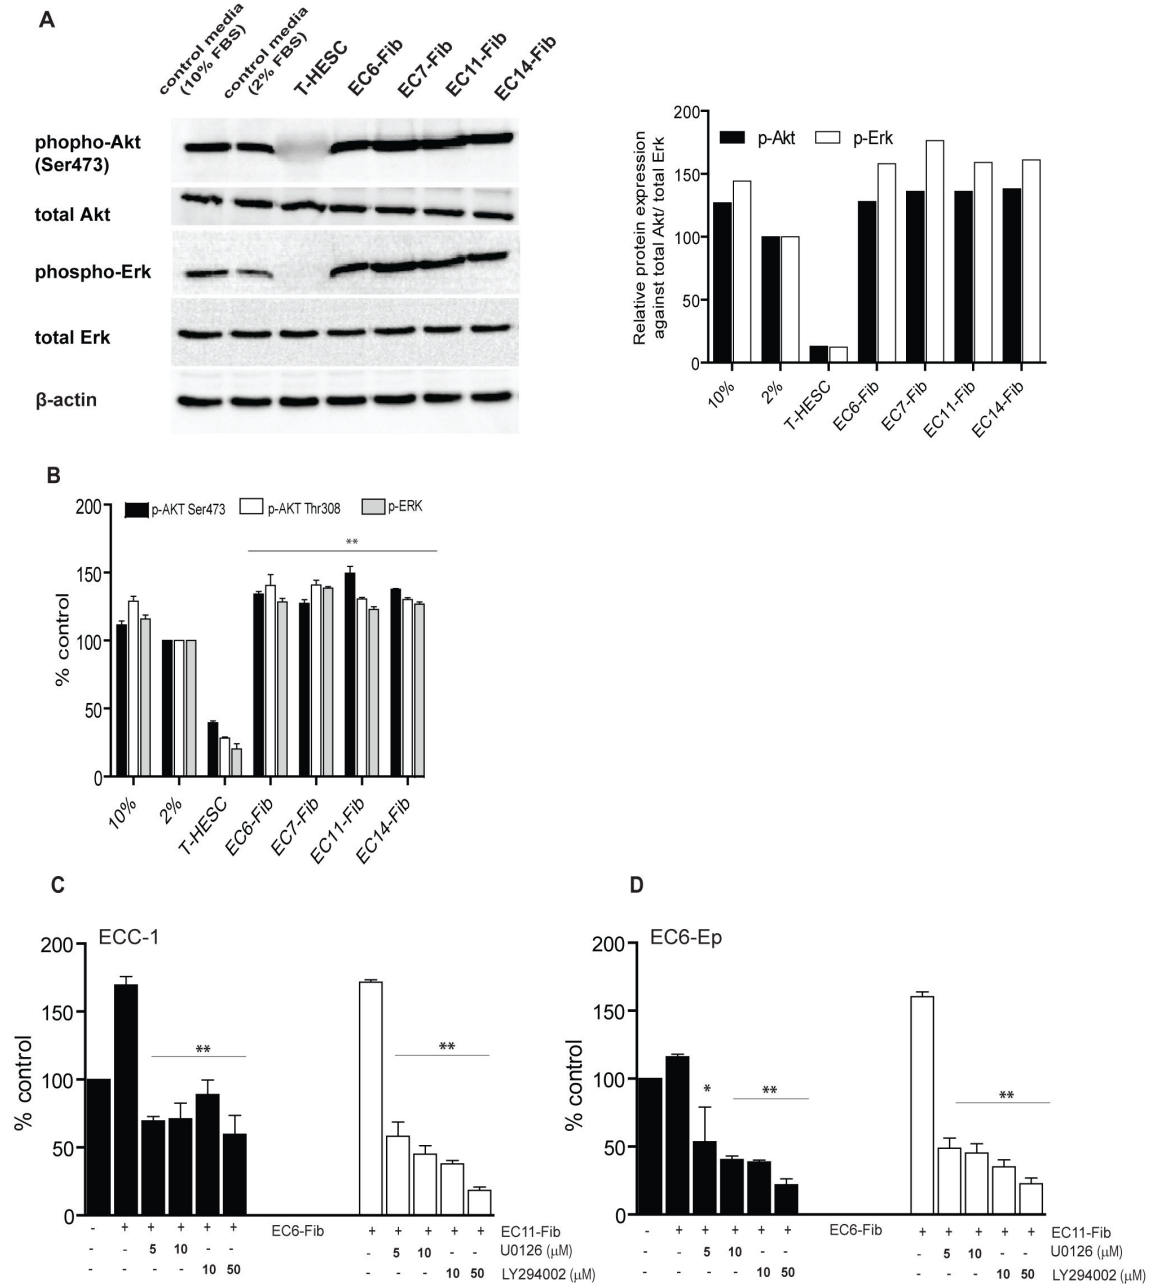 A
control media
(10% FBS)
control media
(2% FBS)
T-HESC
EC6-Fib
EC7-Fib
EC11-Fib
EC14-Fib
phopho-Akt
(Ser473)
total Akt
phospho-Erk
total Erk
β-actin
Relative protein expression
against total Akt/ total Erk
200
150
100
50
0
p-Akt
p-Erk
10%
2%
T-HESC
EC6-Fib
EC7-Fib
EC11-Fib
EC14-Fib
B
% control
200
150
100
50
0
p-AKT Ser473
p-AKT Thr308
p-ERK
**
10%
2%
T-HESC
EC6-Fib
EC7-Fib
EC11-Fib
EC14-Fib
C
ECC-1
% control
200
150
100
50
0
**
**
- + + + + + EC6-Fib + + + + + EC11-Fib
- - 5 10 - - - 5 10 - - U0126 (µM)
- - - - 10 50 - - - 10 50 LY294002 (µM)
D
EC6-Ep
% control
200
150
100
50
0
*
**
**
- + + + + + EC6-Fib + + + + + EC11-Fib
- - 5 10 - - - 5 10 - - U0126 (µM)
- - - - 10 50 - - - 10 50 LY294002 (µM)